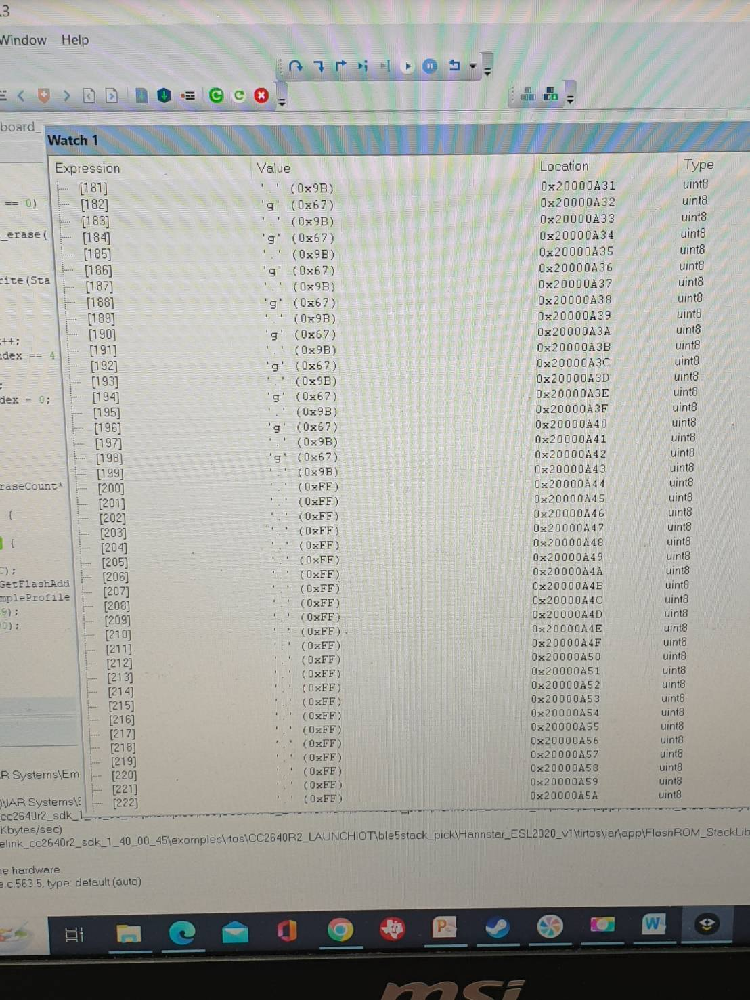 .3
Window Help
board_
Watch 1
Expression Value Location Type
[181] '.' (0x9B) 0x20000A31 uint8
== 0) [182] 'g' (0x67) 0x20000A32 uint8
[183] '.' (0x9B) 0x20000A33 uint8
_erase( [184] 'g' (0x67) 0x20000A34 uint8
[185] '.' (0x9B) 0x20000A35 uint8
[186] 'g' (0x67) 0x20000A36 uint8
rite(Sta [187] '.' (0x9B) 0x20000A37 uint8
[188] 'g' (0x67) 0x20000A38 uint8
[189] '.' (0x9B) 0x20000A39 uint8
[190] 'g' (0x67) 0x20000A3A uint8
++; [191] '.' (0x9B) 0x20000A3B uint8
ndex == 4 [192] 'g' (0x67) 0x20000A3C uint8
; [193] '.' (0x9B) 0x20000A3D uint8
dex = 0; [194] 'g' (0x67) 0x20000A3E uint8
[195] '.' (0x9B) 0x20000A3F uint8
[196] 'g' (0x67) 0x20000A40 uint8
[197] '.' (0x9B) 0x20000A41 uint8
[198] 'g' (0x67) 0x20000A42 uint8
[199] '.' (0x9B) 0x20000A43 uint8
raseCount [200] '.' (0xFF) 0x20000A44 uint8
[201] '.' (0xFF) 0x20000A45 uint8
{ [202] '.' (0xFF) 0x20000A46 uint8
[203] '.' (0xFF) 0x20000A47 uint8
{ [204] '.' (0xFF) 0x20000A48 uint8
[205] '.' (0xFF) 0x20000A49 uint8
); [206] '.' (0xFF) 0x20000A4A uint8
GetFlashAdd [207] '.' (0xFF) 0x20000A4B uint8
mpleProfile [208] '.' (0xFF) 0x20000A4C uint8
9); [209] '.' (0xFF) 0x20000A4D uint8
0); [210] '.' (0xFF) 0x20000A4E uint8
[211] '.' (0xFF) 0x20000A4F uint8
[212] '.' (0xFF) 0x20000A50 uint8
[213] '.' (0xFF) 0x20000A51 uint8
[214] '.' (0xFF) 0x20000A52 uint8
[215] '.' (0xFF) 0x20000A53 uint8
[216] '.' (0xFF) 0x20000A54 uint8
[217] '.' (0xFF) 0x20000A55 uint8
[218] '.' (0xFF) 0x20000A56 uint8
[219] '.' (0xFF) 0x20000A57 uint8
AR Systems\Em [220] '.' (0xFF) 0x20000A58 uint8
[221] '.' (0xFF) 0x20000A59 uint8
)\IAR Systems\E [222] '.' (0xFF) 0x20000A5A uint8
cc2640r2_sdk_1_
Kbytes/sec)
elink_cc2640r2_sdk_1_40_00_45\examples\rtos\CC2640R2_LAUNCHIOT\ble5stack_pick\Hannstar_ESL2020_v1\tirtos\iar\app\FlashROM_StackLib
e hardware.
e.c:563.5, type: default (auto)
P
W
msi